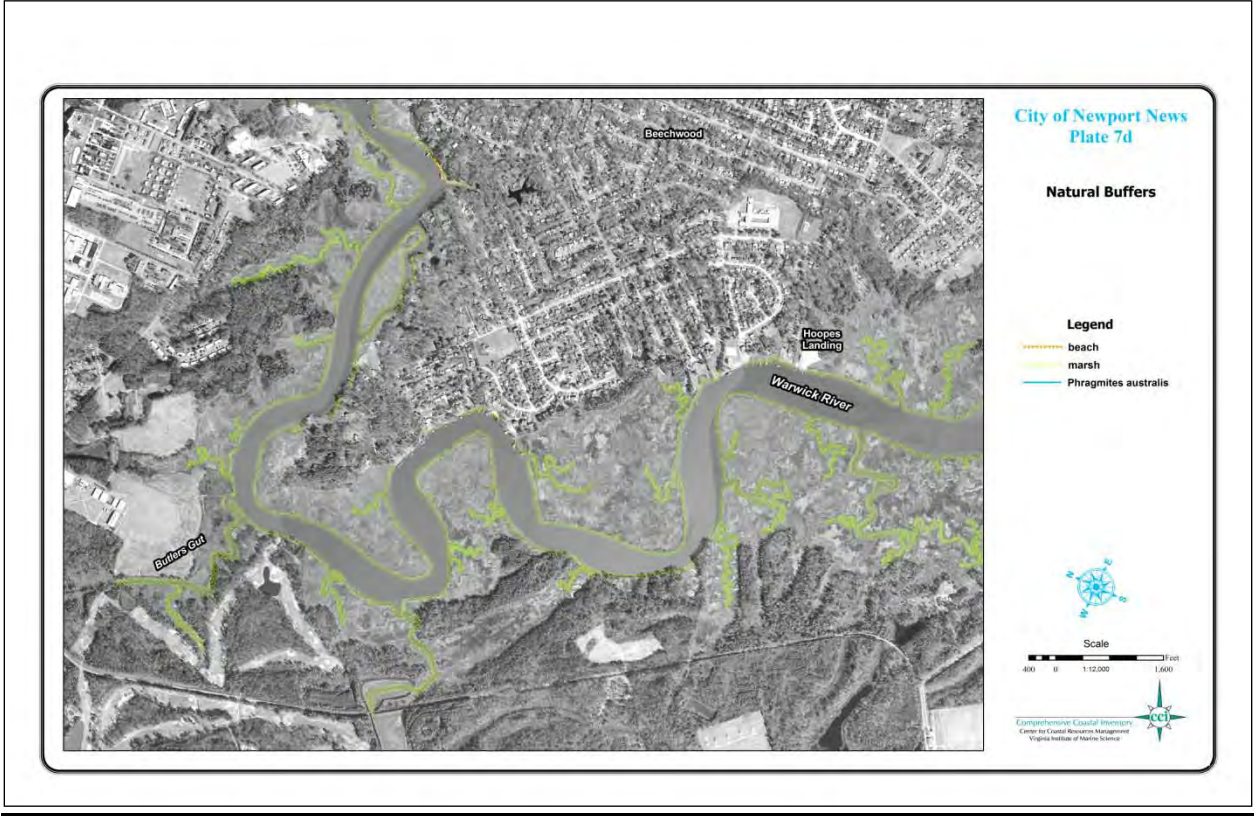 City of Newport News
Plate 7d
Natural Buffers
Beechwood
Hoopes
Landing
Warwick River
Butlers Gut
Legend
beach
marsh
Phragmites australis
N
E
W
S
Scale
Feet
400 0 1:12,000 1,600
Comprehensive Coastal Inventory
Center for Coastal Resources Management
Virginia Institute of Marine Science
cci